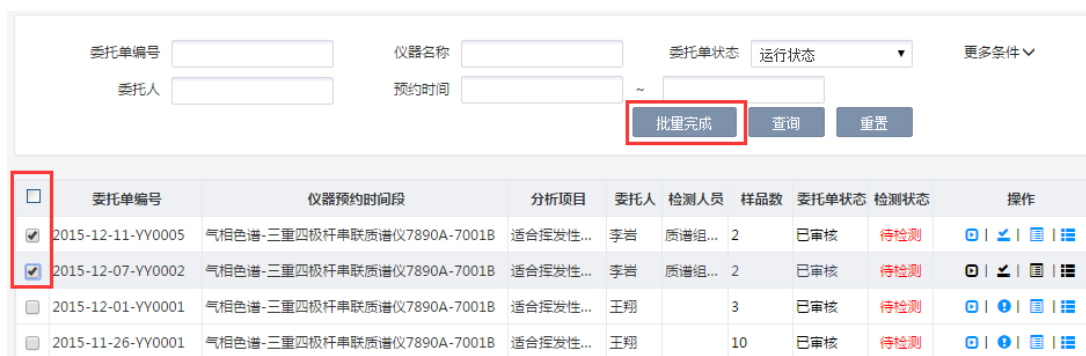 委托单编号 仪器名称 委托单状态 运行状态 更多条件
委托人 预约时间 ~
批量完成 查询 重置
委托单编号 仪器预约时间段 分析项目 委托人 检测人员 样品数 委托单状态 检测状态 操作
2015-12-11-YY0005 气相色谱-三重四极杆串联质谱仪7890A-7001B 适合挥发性... 李岩 质谱组... 2 已审核 待检测
2015-12-07-YY0002 气相色谱-三重四极杆串联质谱仪7890A-7001B 适合挥发性... 李岩 质谱组... 2 已审核 待检测
2015-12-01-YY0001 气相色谱-三重四极杆串联质谱仪7890A-7001B 适合挥发性... 王翔 3 已审核 待检测
2015-11-26-YY0001 气相色谱-三重四极杆串联质谱仪7890A-7001B 适合挥发性... 王翔 10 已审核 待检测